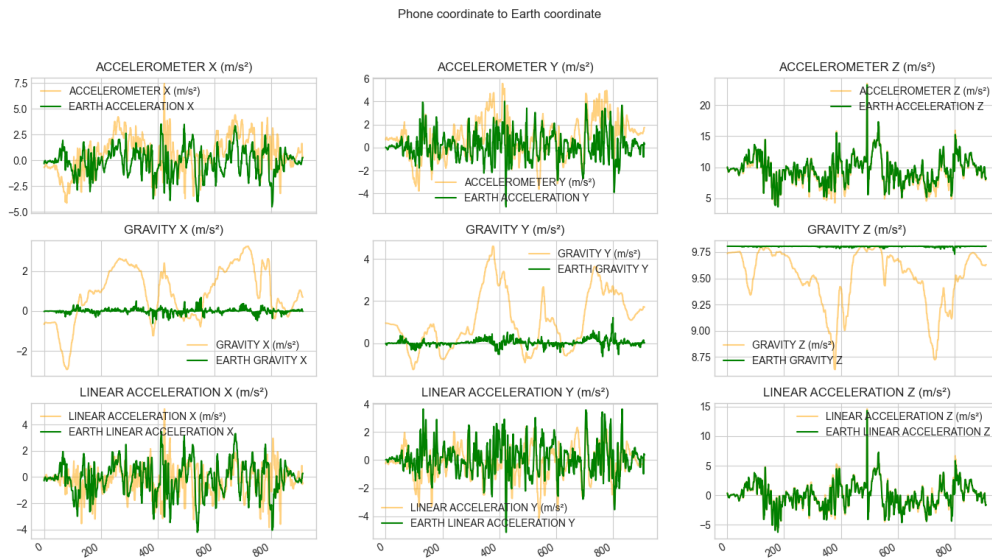 Phone coordinate to Earth coordinate
ACCELEROMETER X (m/s²)
ACCELEROMETER X (m/s²)
EARTH ACCELERATION X
7.5
5.0
2.5
0.0
−2.5
−5.0
ACCELEROMETER Y (m/s²)
ACCELEROMETER Y (m/s²)
EARTH ACCELERATION Y
6
4
2
0
−2
−4
ACCELEROMETER Z (m/s²)
ACCELEROMETER Z (m/s²)
EARTH ACCELERATION Z
20
15
10
5
GRAVITY X (m/s²)
GRAVITY X (m/s²)
EARTH GRAVITY X
2
0
−2
GRAVITY Y (m/s²)
GRAVITY Y (m/s²)
EARTH GRAVITY Y
4
2
0
GRAVITY Z (m/s²)
GRAVITY Z (m/s²)
EARTH GRAVITY Z
9.75
9.50
9.25
9.00
8.75
LINEAR ACCELERATION X (m/s²)
LINEAR ACCELERATION X (m/s²)
EARTH LINEAR ACCELERATION X
4
2
0
−2
−4
0 200 400 600 800
LINEAR ACCELERATION Y (m/s²)
LINEAR ACCELERATION Y (m/s²)
EARTH LINEAR ACCELERATION Y
4
2
0
−2
−4
0 200 400 600 800
LINEAR ACCELERATION Z (m/s²)
LINEAR ACCELERATION Z (m/s²)
EARTH LINEAR ACCELERATION Z
15
10
5
0
−5
0 200 400 600 800